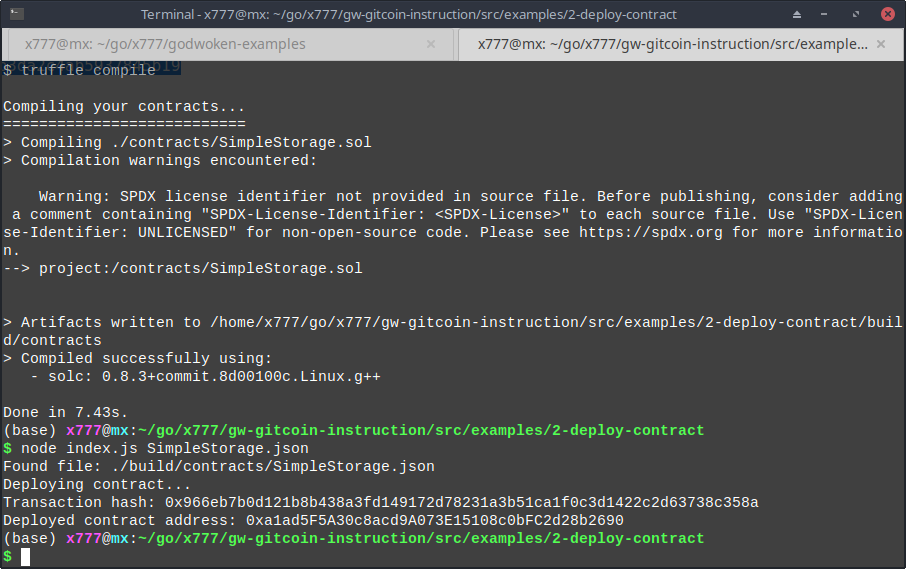 Terminal - x777@mx: ~/go/x777/gw-gitcoin-instruction/src/examples/2-deploy-contract
x777@mx: ~/go/x777/godwoken-examples
x777@mx: ~/go/x777/gw-gitcoin-instruction/src/example...
$ truffle compile
Compiling your contracts...
===========================
> Compiling ./contracts/SimpleStorage.sol
> Compilation warnings encountered:
Warning: SPDX license identifier not provided in source file. Before publishing, consider adding
a comment containing "SPDX-License-Identifier: <SPDX-License>" to each source file. Use "SPDX-Licen
se-Identifier: UNLICENSED" for non-open-source code. Please see https://spdx.org for more informatio
n.
--> project:/contracts/SimpleStorage.sol
> Artifacts written to /home/x777/go/x777/gw-gitcoin-instruction/src/examples/2-deploy-contract/buil
d/contracts
> Compiled successfully using:
- solc: 0.8.3+commit.8d00100c.Linux.g++
Done in 7.43s.
(base) x777@mx:~/go/x777/gw-gitcoin-instruction/src/examples/2-deploy-contract
$ node index.js SimpleStorage.json
Found file: ./build/contracts/SimpleStorage.json
Deploying contract...
Transaction hash: 0x966eb7b0d121b8b438a3fd149172d78231a3b51ca1f0c3d1422c2d63738c358a
Deployed contract address: 0xa1ad5F5A30c8acd9A073E15108c0bFC2d28b2690
(base) x777@mx:~/go/x777/gw-gitcoin-instruction/src/examples/2-deploy-contract
$